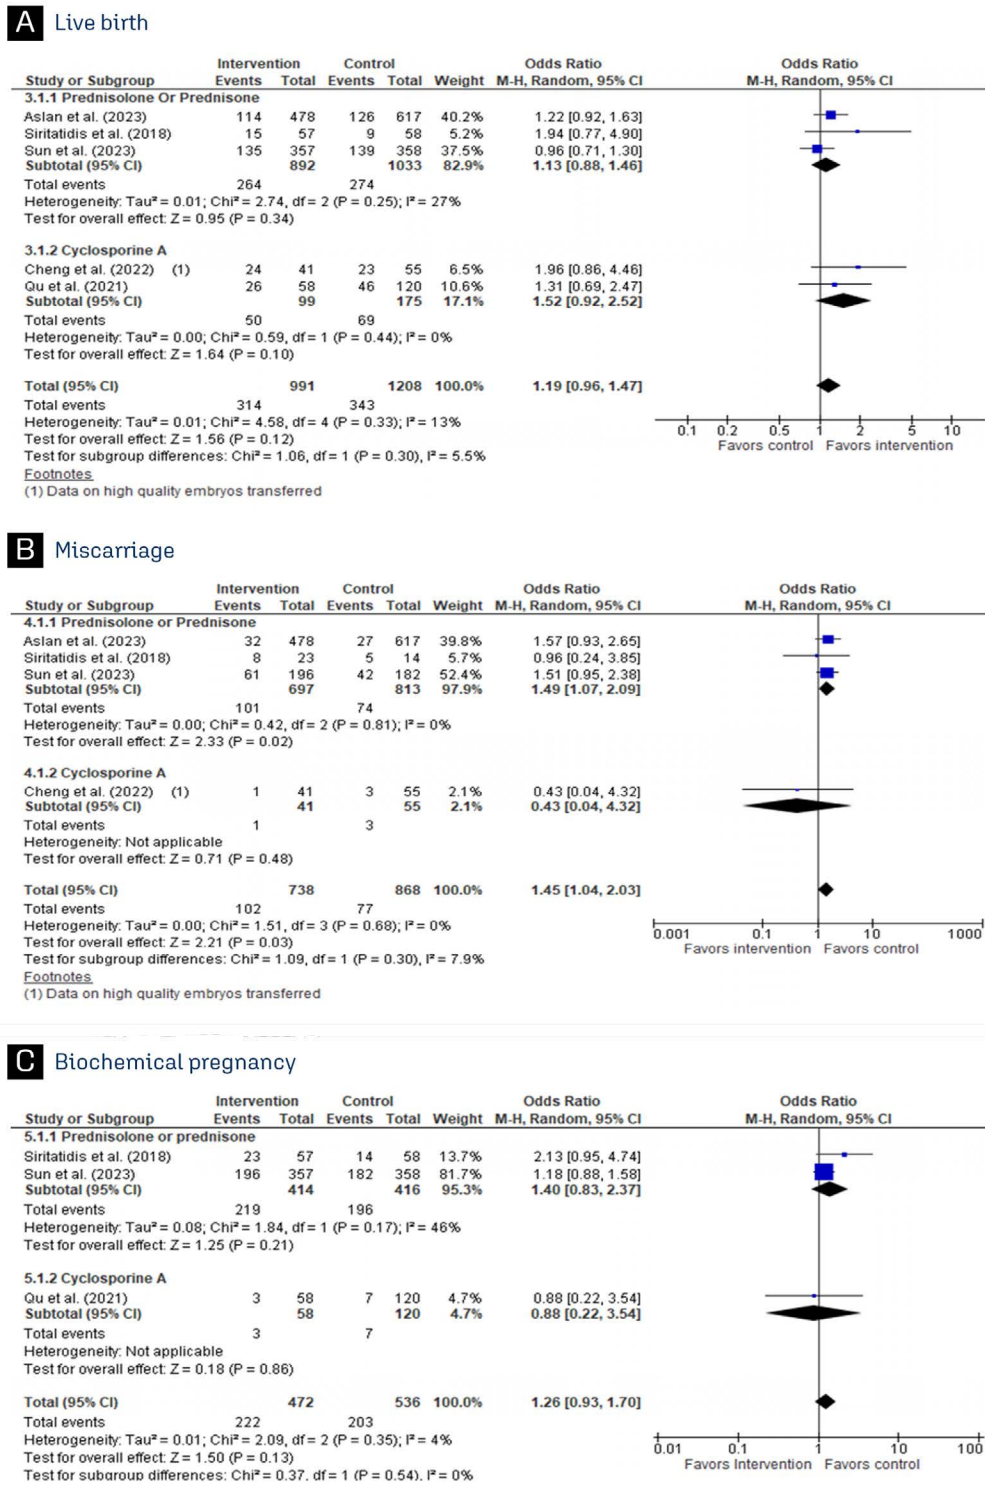 A Live birth
Intervention Control Odds Ratio Odds Ratio
Study or Subgroup Events Total Events Total Weight M-H, Random, 95% CI M-H, Random, 95% CI
3.1.1 Prednisolone Or Prednisone
Aslan et al. (2023) 114 478 126 617 40.2% 1.22 [0.92, 1.63]
Siritatidis et al. (2018) 15 57 9 58 5.2% 1.94 [0.77, 4.90]
Sun et al. (2023) 135 357 139 358 37.5% 0.96 [0.71, 1.30]
Subtotal (95% CI) 892 1033 82.9% 1.13 [0.88, 1.46]
Total events 264 274
Heterogeneity: Tau² = 0.01; Chi² = 2.74, df = 2 (P = 0.25); I² = 27%
Test for overall effect: Z = 0.95 (P = 0.34)
3.1.2 Cyclosporine A
Cheng et al. (2022) (1) 24 41 23 55 6.5% 1.96 [0.86, 4.46]
Qu et al. (2021) 26 58 46 120 10.6% 1.31 [0.69, 2.47]
Subtotal (95% CI) 99 175 17.1% 1.52 [0.92, 2.52]
Total events 50 69
Heterogeneity: Tau² = 0.00; Chi² = 0.59, df = 1 (P = 0.44); I² = 0%
Test for overall effect: Z = 1.64 (P = 0.10)
Total (95% CI) 991 1208 100.0% 1.19 [0.96, 1.47]
Total events 314 343
Heterogeneity: Tau² = 0.01; Chi² = 4.58, df = 4 (P = 0.33); I² = 13%
Test for overall effect: Z = 1.56 (P = 0.12)
Test for subgroup differences: Chi² = 1.06, df = 1 (P = 0.30), I² = 5.5%
0.1 0.2 0.5 1 2 5 10
Favors control Favors intervention
Footnotes
(1) Data on high quality embryos transferred
B Miscarriage
Intervention Control Odds Ratio Odds Ratio
Study or Subgroup Events Total Events Total Weight M-H, Random, 95% CI M-H, Random, 95% CI
4.1.1 Prednisolone or Prednisone
Aslan et al. (2023) 32 478 27 617 39.8% 1.57 [0.93, 2.65]
Siritatidis et al. (2018) 8 23 5 14 5.7% 0.96 [0.24, 3.85]
Sun et al. (2023) 61 196 42 182 52.4% 1.51 [0.95, 2.38]
Subtotal (95% CI) 697 813 97.9% 1.49 [1.07, 2.09]
Total events 101 74
Heterogeneity: Tau² = 0.00; Chi² = 0.42, df = 2 (P = 0.81); I² = 0%
Test for overall effect: Z = 2.33 (P = 0.02)
4.1.2 Cyclosporine A
Cheng et al. (2022) (1) 1 41 3 55 2.1% 0.43 [0.04, 4.32]
Subtotal (95% CI) 41 55 2.1% 0.43 [0.04, 4.32]
Total events 1 3
Heterogeneity: Not applicable
Test for overall effect: Z = 0.71 (P = 0.48)
Total (95% CI) 738 868 100.0% 1.45 [1.04, 2.03]
Total events 102 77
Heterogeneity: Tau² = 0.00; Chi² = 1.51, df = 3 (P = 0.68); I² = 0%
Test for overall effect: Z = 2.21 (P = 0.03)
Test for subgroup differences: Chi² = 1.09, df = 1 (P = 0.30), I² = 7.9%
0.001 0.1 1 10 1000
Favors intervention Favors control
Footnotes
(1) Data on high quality embryos transferred
C Biochemical pregnancy
Intervention Control Odds Ratio Odds Ratio
Study or Subgroup Events Total Events Total Weight M-H, Random, 95% CI M-H, Random, 95% CI
5.1.1 Prednisolone or prednisone
Siritatidis et al. (2018) 23 57 14 58 13.7% 2.13 [0.95, 4.74]
Sun et al. (2023) 196 357 182 358 81.7% 1.18 [0.88, 1.58]
Subtotal (95% CI) 414 416 95.3% 1.40 [0.83, 2.37]
Total events 219 196
Heterogeneity: Tau² = 0.08; Chi² = 1.84, df = 1 (P = 0.17); I² = 46%
Test for overall effect: Z = 1.25 (P = 0.21)
5.1.2 Cyclosporine A
Qu et al. (2021) 3 58 7 120 4.7% 0.88 [0.22, 3.54]
Subtotal (95% CI) 58 120 4.7% 0.88 [0.22, 3.54]
Total events 3 7
Heterogeneity: Not applicable
Test for overall effect: Z = 0.18 (P = 0.86)
Total (95% CI) 472 536 100.0% 1.26 [0.93, 1.70]
Total events 222 203
Heterogeneity: Tau² = 0.01; Chi² = 2.09, df = 2 (P = 0.35); I² = 4%
Test for overall effect: Z = 1.50 (P = 0.13)
Test for subgroup differences: Chi² = 0.37, df = 1 (P = 0.54), I² = 0%
0.01 0.1 1 10 100
Favors Intervention Favors control